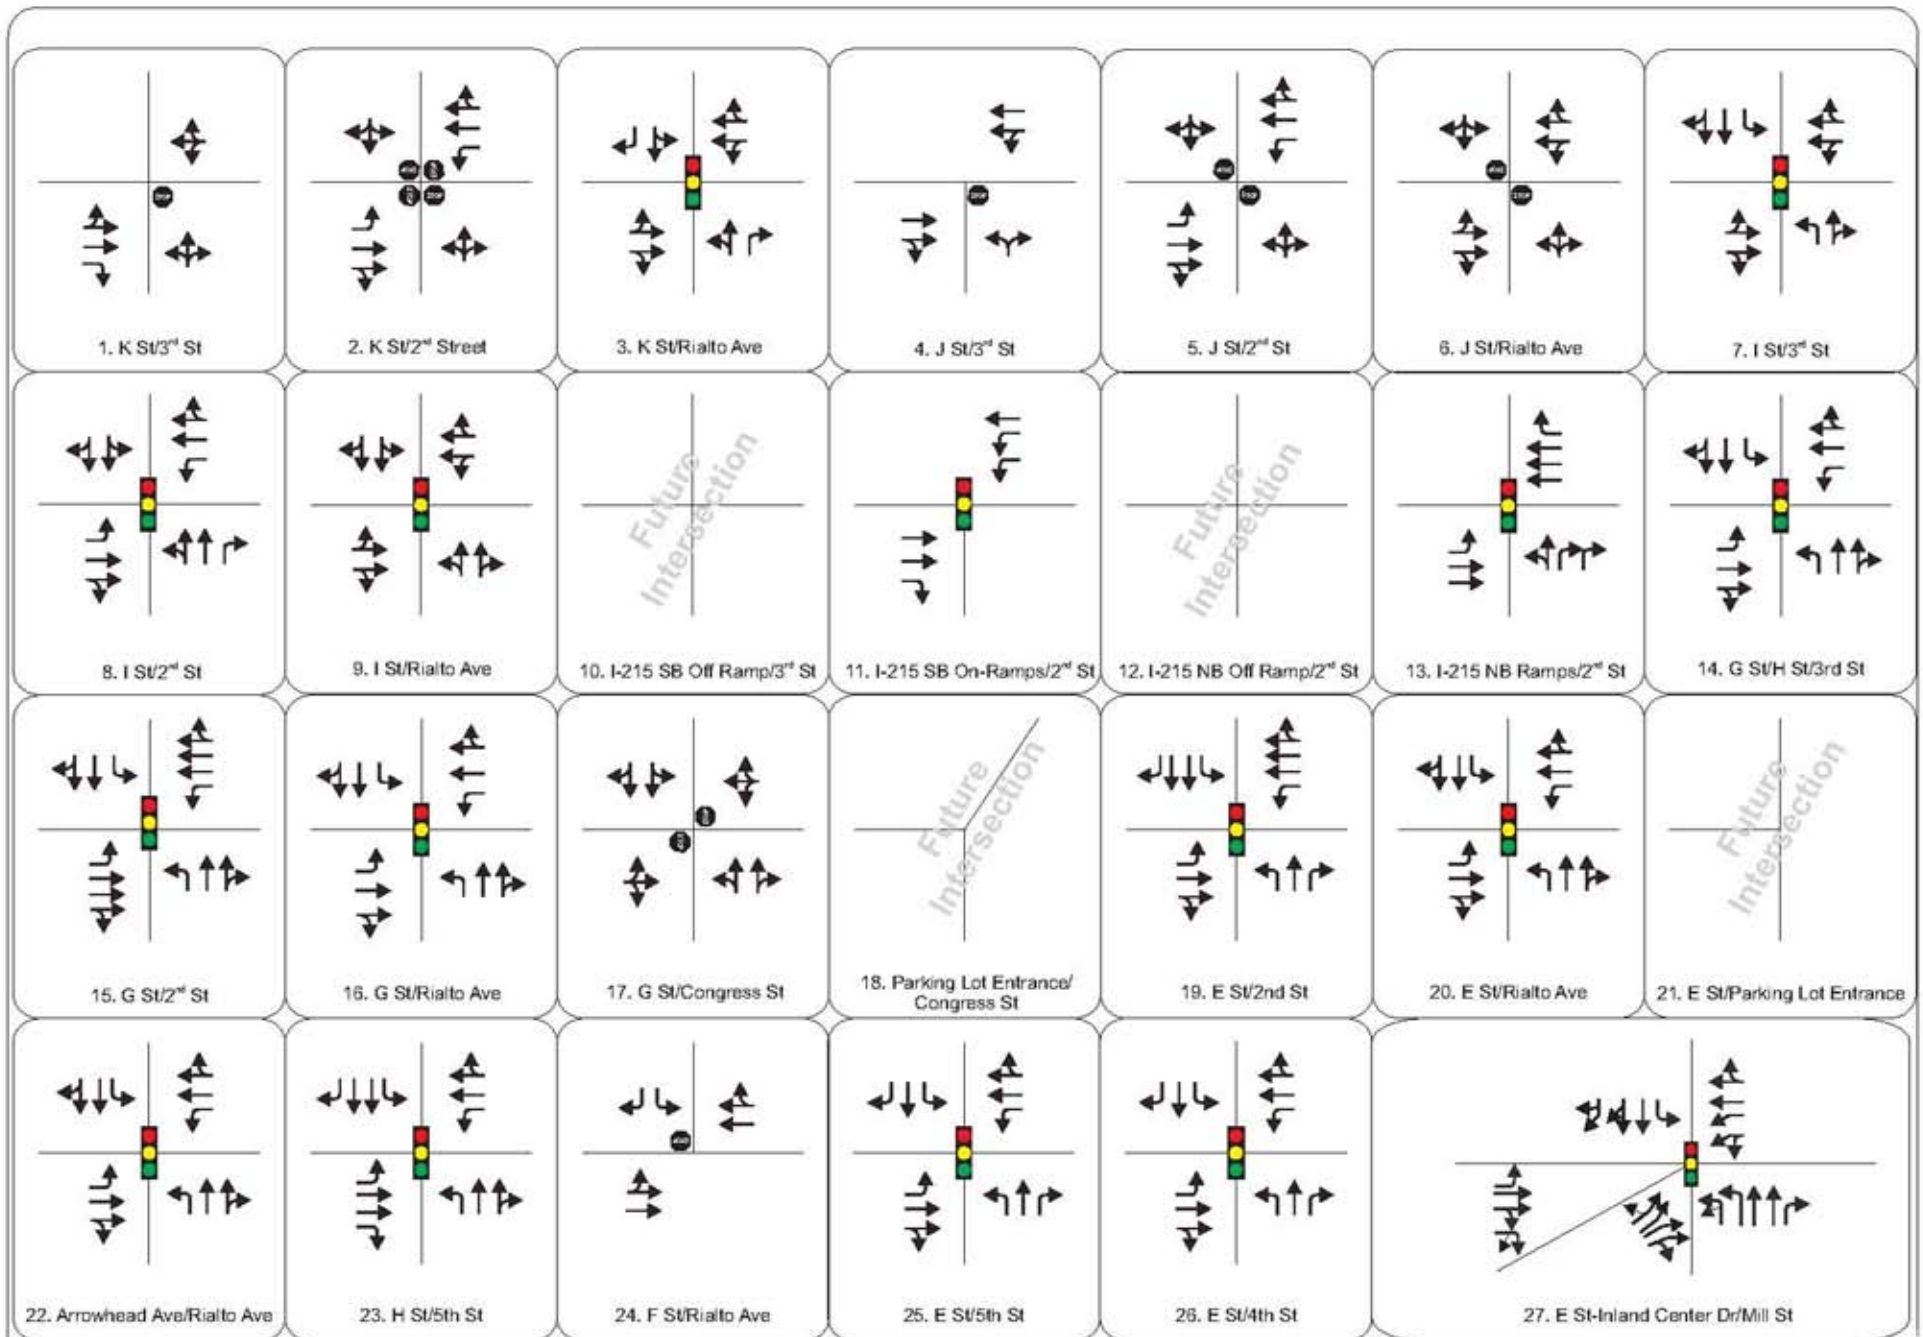 1. K St/3rd St
2. K St/2nd Street
3. K St/Rialto Ave
4. J St/3rd St
5. J St/2nd St
6. J St/Rialto Ave
7. I St/3rd St
8. I St/2nd St
9. I St/Rialto Ave
Future
Intersection
10. I-215 SB Off Ramp/3rd St
11. I-215 SB On-Ramps/2nd St
Future
Intersection
12. I-215 NB Off Ramp/2nd St
13. I-215 NB Ramps/2nd St
14. G St/H St/3rd St
15. G St/2nd St
16. G St/Rialto Ave
17. G St/Congress St
Future
Intersection
18. Parking Lot Entrance/
Congress St
19. E St/2nd St
20. E St/Rialto Ave
Future
Intersection
21. E St/Parking Lot Entrance
22. Arrowhead Ave/Rialto Ave
23. H St/5th St
24. F St/Rialto Ave
25. E St/5th St
26. E St/4th St
27. E St-Inland Center Dr/Mill St